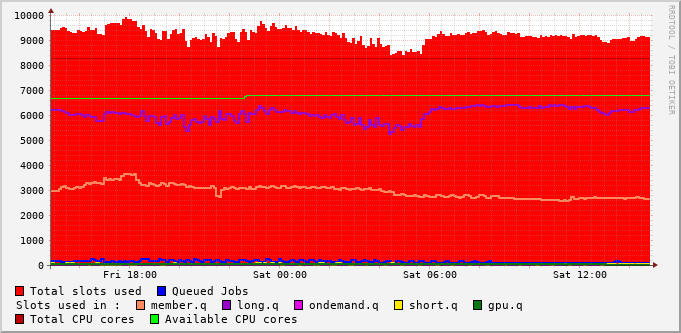 10000
9000
8000
7000
6000
5000
4000
3000
2000
1000
0
Fri 18:00 Sat 00:00 Sat 06:00 Sat 12:00
Total slots used Queued Jobs
Slots used in : member.q long.q ondemand.q short.q gpu.q
Total CPU cores Available CPU cores
RRDTOOL / TOBI OETIKER